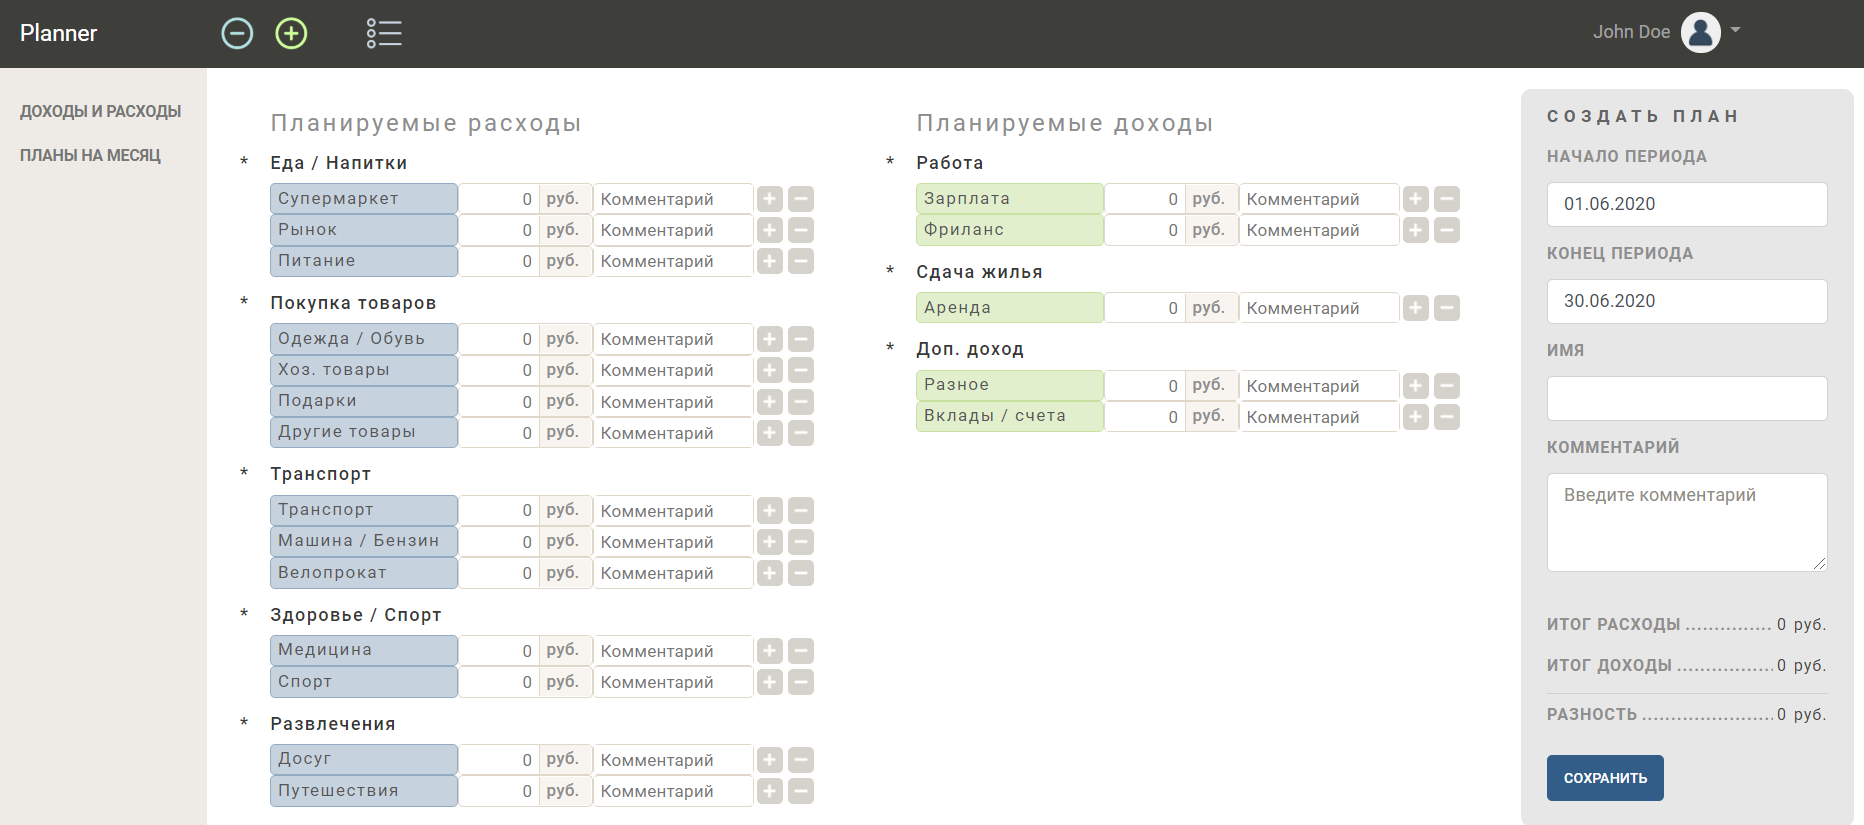 Planner
John Doe
ДОХОДЫ И РАСХОДЫ
ПЛАНЫ НА МЕСЯЦ
Планируемые расходы
* Еда / Напитки
Супермаркет 0 руб. Комментарий
Рынок 0 руб. Комментарий
Питание 0 руб. Комментарий
* Покупка товаров
Одежда / Обувь 0 руб. Комментарий
Хоз. товары 0 руб. Комментарий
Подарки 0 руб. Комментарий
Другие товары 0 руб. Комментарий
* Транспорт
Транспорт 0 руб. Комментарий
Машина / Бензин 0 руб. Комментарий
Велопрокат 0 руб. Комментарий
* Здоровье / Спорт
Медицина 0 руб. Комментарий
Спорт 0 руб. Комментарий
* Развлечения
Досуг 0 руб. Комментарий
Путешествия 0 руб. Комментарий
Планируемые доходы
* Работа
Зарплата 0 руб. Комментарий
Фриланс 0 руб. Комментарий
* Сдача жилья
Аренда 0 руб. Комментарий
* Доп. доход
Разное 0 руб. Комментарий
Вклады / счета 0 руб. Комментарий
СОЗДАТЬ ПЛАН
НАЧАЛО ПЕРИОДА
01.06.2020
КОНЕЦ ПЕРИОДА
30.06.2020
ИМЯ
КОММЕНТАРИЙ
Введите комментарий
ИТОГ РАСХОДЫ ............... 0 руб.
ИТОГ ДОХОДЫ ................. 0 руб.
РАЗНОСТЬ ....................... 0 руб.
СОХРАНИТЬ